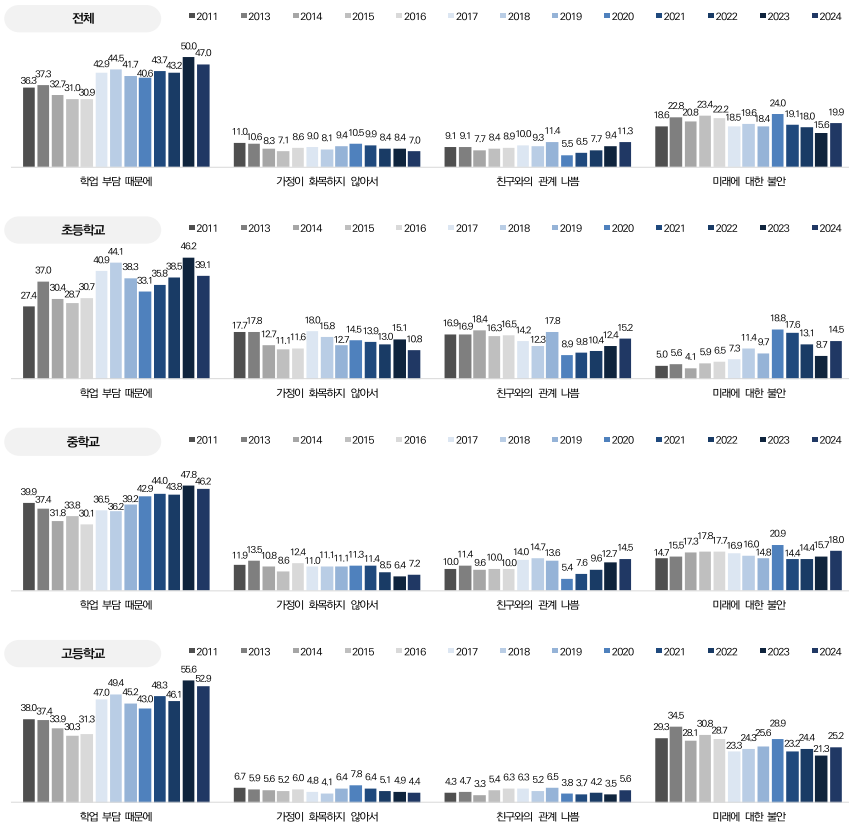 전체
2011 2013 2014 2015 2016 2017 2018 2019 2020 2021 2022 2023 2024
36.3 37.3 32.7 31.0 30.9 42.9 44.5 41.7 40.6 43.7 43.2 50.0 47.0
11.0 10.6 8.3 7.1 8.6 9.0 8.1 9.4 10.5 9.9 8.4 8.4 7.0
9.1 9.1 7.7 8.4 8.9 10.0 9.3 11.4 5.5 6.5 7.7 9.4 11.3
18.6 22.8 20.8 23.4 22.2 18.5 19.6 18.4 24.0 19.1 18.0 15.6 19.9
학업 부담 때문에 가정이 화목하지 않아서 친구와의 관계 나쁨 미래에 대한 불안
초등학교
2011 2013 2014 2015 2016 2017 2018 2019 2020 2021 2022 2023 2024
27.4 37.0 30.4 28.7 30.7 40.9 44.1 38.3 33.1 35.8 38.5 46.2 39.1
17.7 17.8 12.7 11.1 11.6 18.0 15.8 12.7 14.5 13.9 13.0 15.1 10.8
16.9 16.9 18.4 16.3 16.5 14.2 12.3 17.8 8.9 9.8 10.4 12.4 15.2
5.0 5.6 4.1 5.9 6.5 7.3 11.4 9.7 18.8 17.6 13.1 8.7 14.5
학업 부담 때문에 가정이 화목하지 않아서 친구와의 관계 나쁨 미래에 대한 불안
중학교
2011 2013 2014 2015 2016 2017 2018 2019 2020 2021 2022 2023 2024
39.9 37.4 31.8 33.8 30.1 36.5 36.2 39.2 42.9 44.0 43.8 47.8 46.2
11.9 13.5 10.8 8.6 12.4 11.0 11.1 11.1 11.3 11.4 8.5 6.4 7.2
10.0 11.4 9.6 10.0 10.0 14.0 14.7 13.6 5.4 7.6 9.6 12.7 14.5
14.7 15.5 17.3 17.8 17.7 16.9 16.0 14.8 20.9 14.4 14.4 15.7 18.0
학업 부담 때문에 가정이 화목하지 않아서 친구와의 관계 나쁨 미래에 대한 불안
고등학교
2011 2013 2014 2015 2016 2017 2018 2019 2020 2021 2022 2023 2024
38.0 37.4 33.9 30.3 31.3 47.0 49.4 45.2 43.0 48.3 46.1 55.6 52.9
6.7 5.9 5.6 5.2 6.0 4.8 4.1 6.4 7.8 6.4 5.1 4.9 4.4
4.3 4.7 3.3 5.4 6.3 6.3 5.2 6.5 3.8 3.7 4.2 3.5 5.6
29.3 34.5 28.1 30.8 28.7 23.3 24.3 25.6 28.9 23.2 24.4 21.3 25.2
학업 부담 때문에 가정이 화목하지 않아서 친구와의 관계 나쁨 미래에 대한 불안